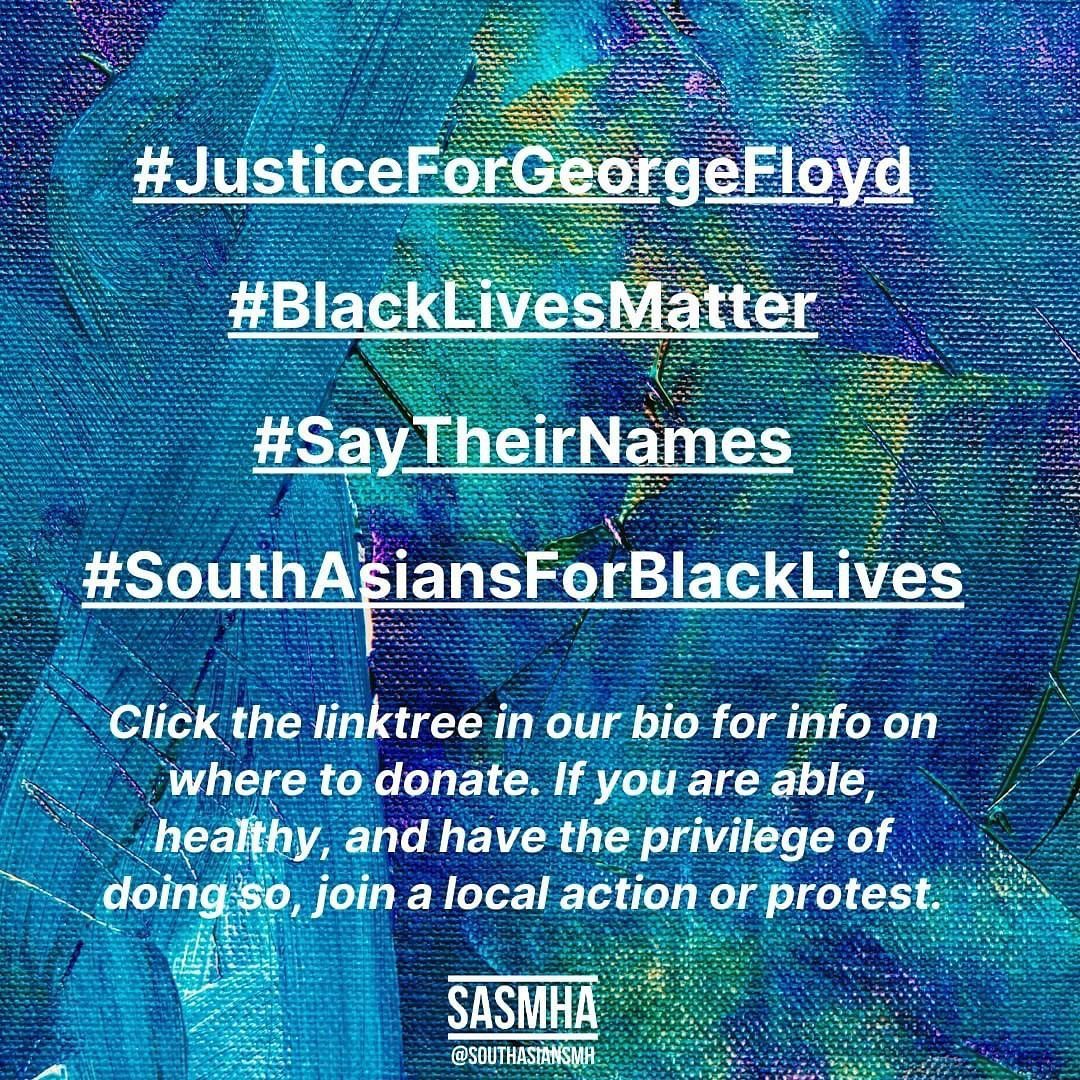 #JusticeForGeorgeFloyd
#BlackLivesMatter
#SayTheirNames
#SouthAsiansForBlackLives
Click the linktree in our bio for info on
where to donate. If you are able,
healthy, and have the privilege of
doing so, join a local action or protest.
SASMHA
@SOUTHASIANSMH